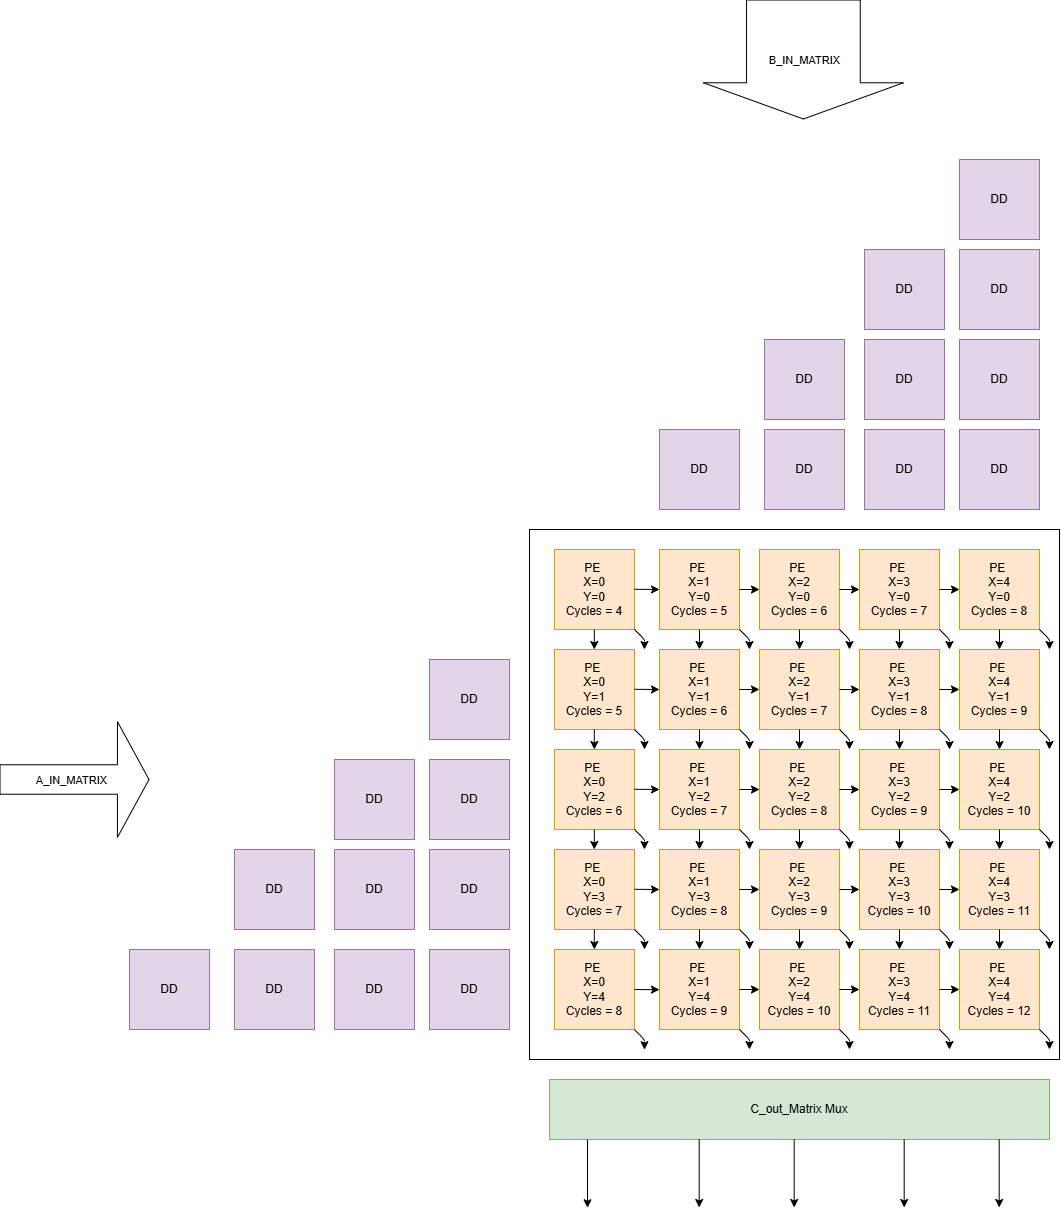 B_IN_MATRIX
DD
DD
DD
DD
DD
DD
DD
DD
DD
DD
PE
X=0
Y=0
Cycles = 4
PE
X=1
Y=0
Cycles = 5
PE
X=2
Y=0
Cycles = 6
PE
X=3
Y=0
Cycles = 7
PE
X=4
Y=0
Cycles = 8
DD
PE
X=0
Y=1
Cycles = 5
PE
X=1
Y=1
Cycles = 6
PE
X=2
Y=1
Cycles = 7
PE
X=3
Y=1
Cycles = 8
PE
X=4
Y=1
Cycles = 9
A_IN_MATRIX
DD
DD
PE
X=0
Y=2
Cycles = 6
PE
X=1
Y=2
Cycles = 7
PE
X=2
Y=2
Cycles = 8
PE
X=3
Y=2
Cycles = 9
PE
X=4
Y=2
Cycles = 10
DD
DD
DD
PE
X=0
Y=3
Cycles = 7
PE
X=1
Y=3
Cycles = 8
PE
X=2
Y=3
Cycles = 9
PE
X=3
Y=3
Cycles = 10
PE
X=4
Y=3
Cycles = 11
DD
DD
DD
DD
PE
X=0
Y=4
Cycles = 8
PE
X=1
Y=4
Cycles = 9
PE
X=2
Y=4
Cycles = 10
PE
X=3
Y=4
Cycles = 11
PE
X=4
Y=4
Cycles = 12
C_out_Matrix Mux